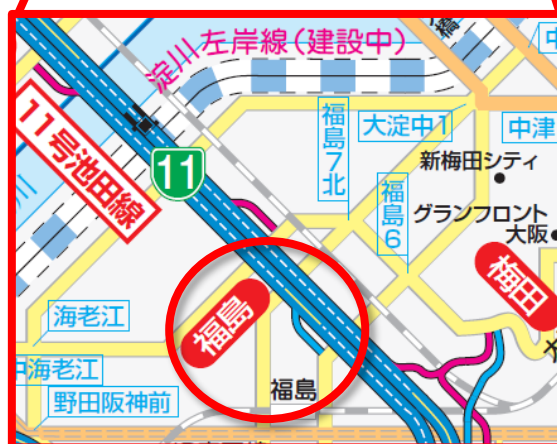 淀川左岸線(建設中)
橋
中
11号池田線
11
川
福島7北
大淀中1
中津
新梅田シティ
福島6
グランフロント
大阪
梅田
海老江
福島
中海老江
福島
野田阪神前